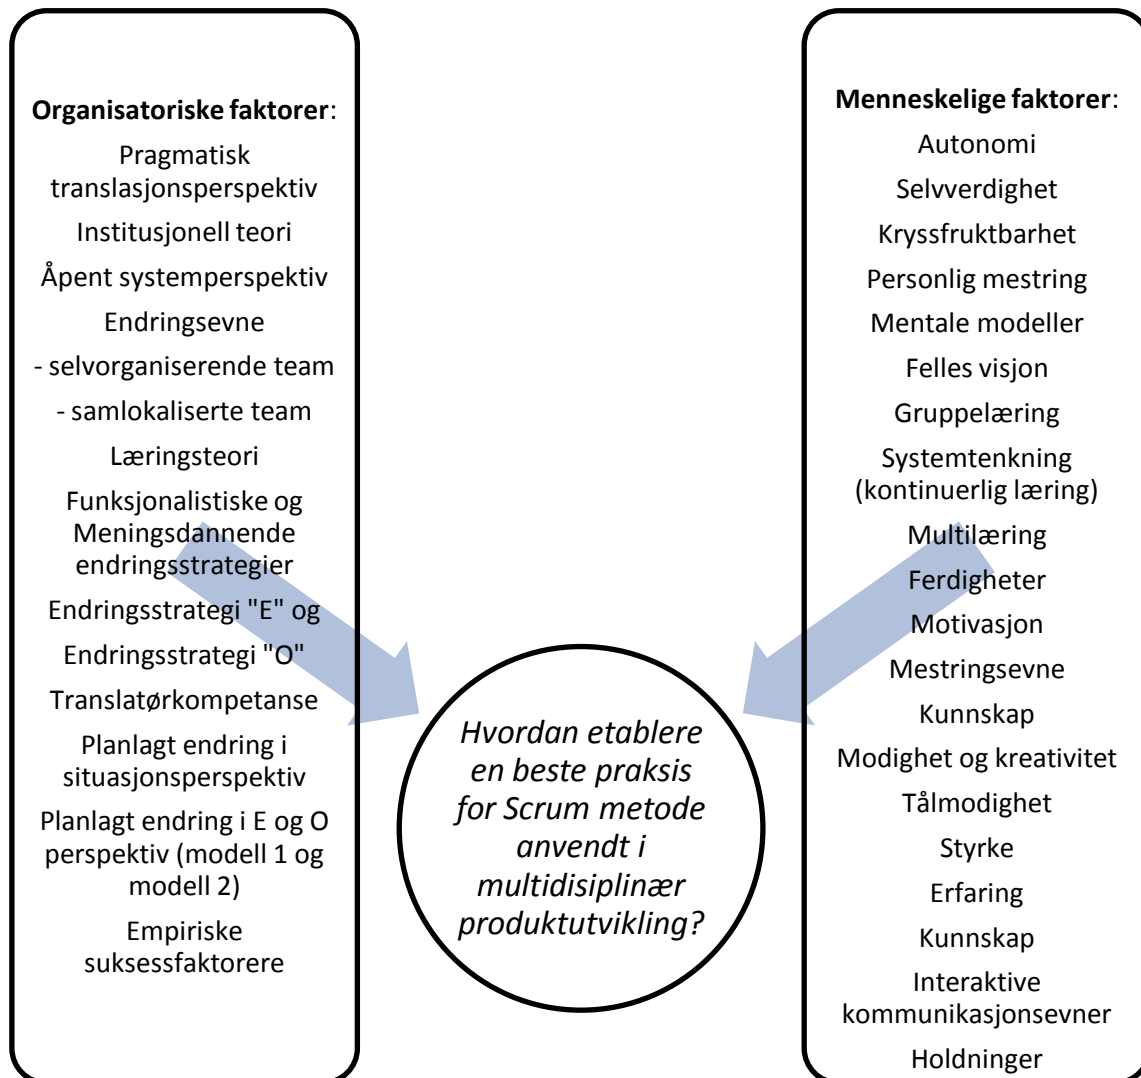 Organisatoriske faktorer:
Pragmatisk
translasjonsperspektiv
Institusjonell teori
Åpent systemperspektiv
Endringsevne
- selvorganiserende team
- samlokaliserte team
Læringsteori
Funksjonalistiske og
Meningsdannende
endringsstrategier
Endringsstrategi "E" og
Endringsstrategi "O"
Translatørkompetanse
Planlagt endring i
situasjonsperspektiv
Planlagt endring i E og O
perspektiv (modell 1 og
modell 2)
Empiriske
suksessfaktorere
Hvordan etablere
en beste praksis
for Scrum metode
anvendt i
multidisiplinær
produktutvikling?
Menneskelige faktorer:
Autonomi
Selvverdighet
Kryssfruktbarhet
Personlig mestring
Mentale modeller
Felles visjon
Gruppelæring
Systemtenkning
(kontinuerlig læring)
Multilæring
Ferdigheter
Motivasjon
Mestringsevne
Kunnskap
Modighet og kreativitet
Tålmodighet
Styrke
Erfaring
Kunnskap
Interaktive
kommunikasjonsevner
Holdninger